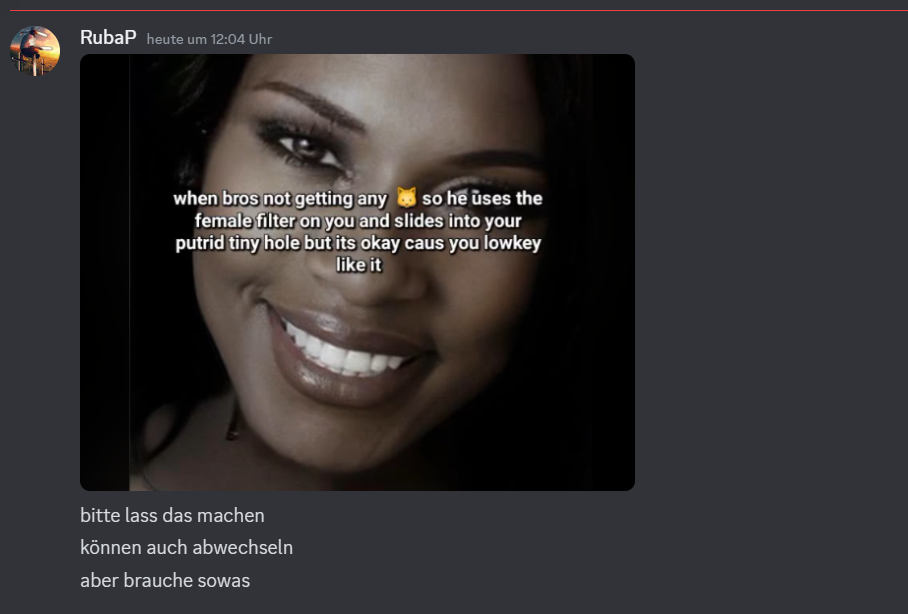 RubaP heute um 12:04 Uhr
when bros not getting any 🐱 so he uses the
female filter on you and slides into your
putrid tiny hole but its okay caus you lowkey
like it
bitte lass das machen
können auch abwechseln
aber brauche sowas